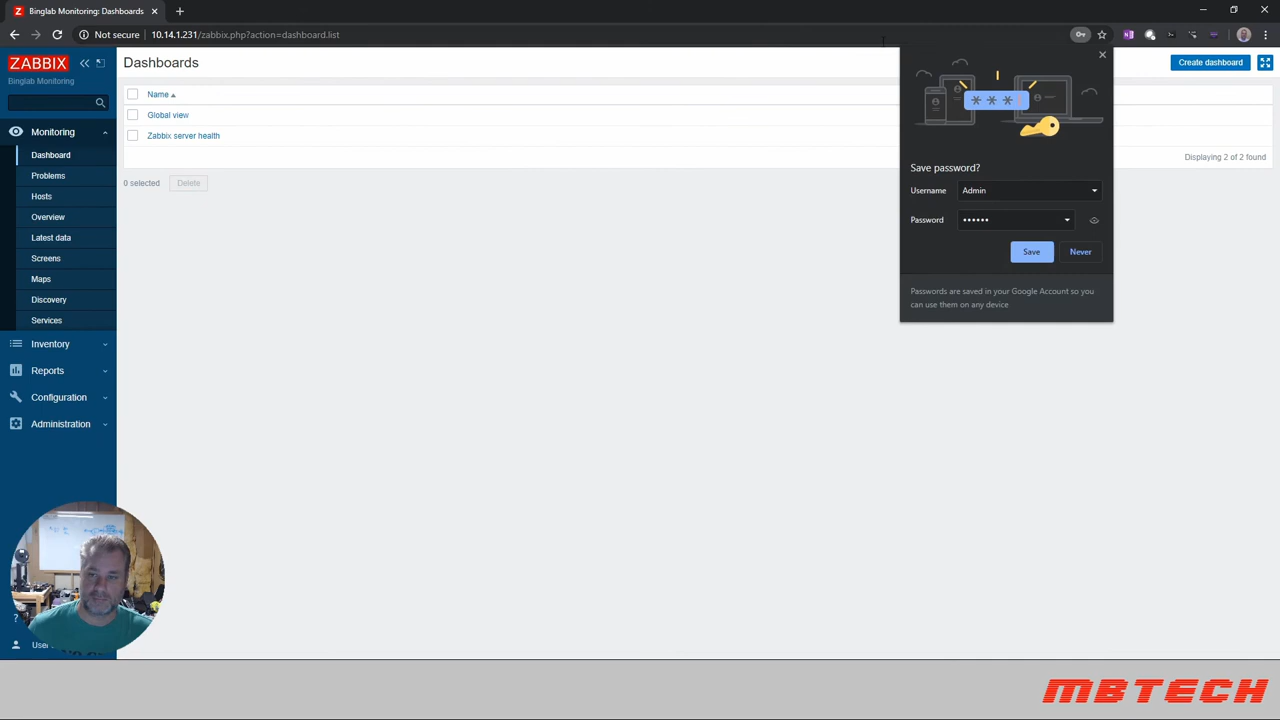 Binglab Monitoring: Dashboards
Not secure
10.14.1.231/zabbix.php?action=dashboard.list
ZABBIX
Binglab Monitoring
Monitoring
Dashboard
Problems
Hosts
Overview
Latest data
Screens
Maps
Discovery
Services
Inventory
Reports
Configuration
Administration
?
User
Dashboards
Create dashboard
Name
Global view
Zabbix server health
Displaying 2 of 2 found
0 selected
Delete
Save password?
Username
Admin
Password
••••••
Save
Never
Passwords are saved in your Google Account so you
can use them on any device
MBTECH